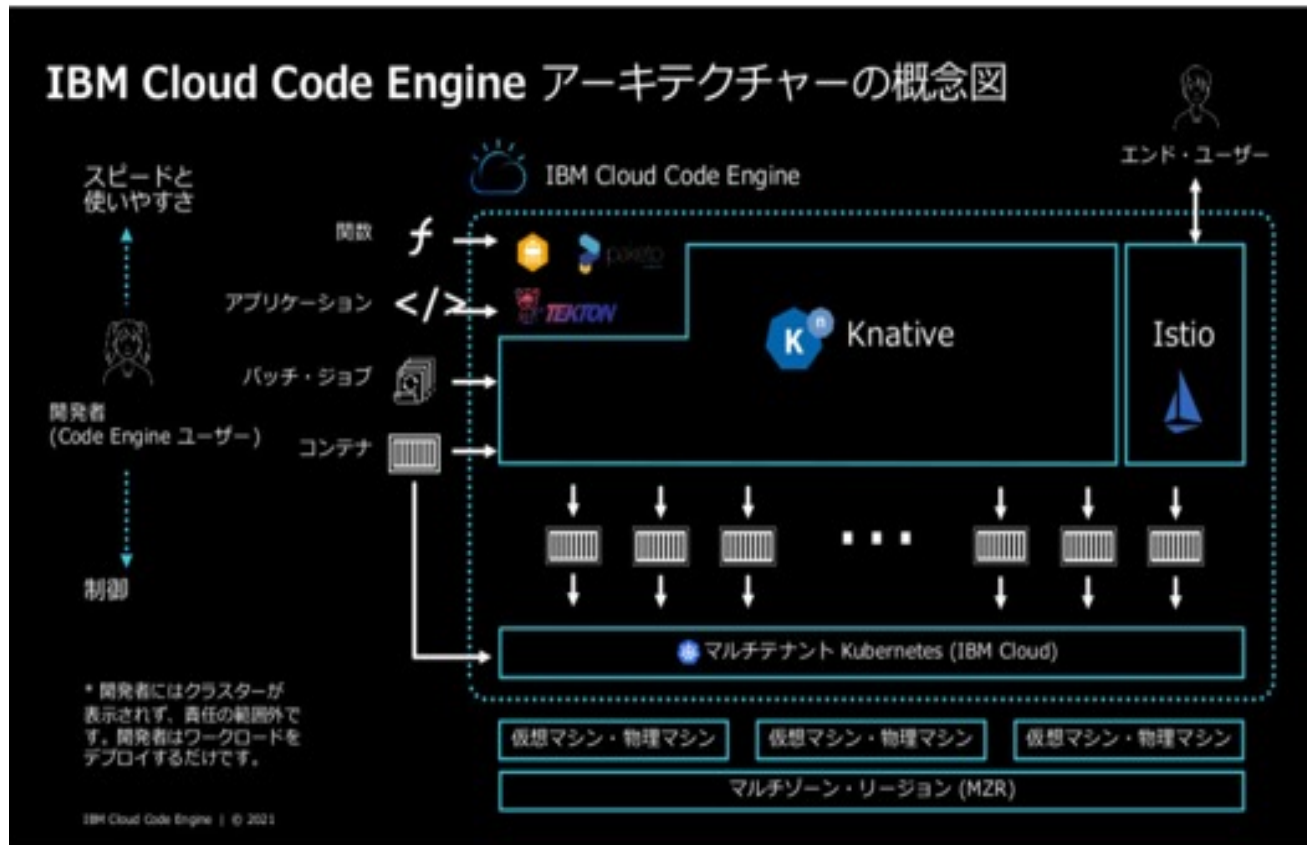 IBM Cloud Code Engine アーキテクチャーの概念図
エンド・ユーザー
IBM Cloud Code Engine
スピードと
使いやすさ
関数
f
paketo
アプリケーション
</>
TEKTON
K
n
Knative
Istio
バッチ・ジョブ
開発者
(Code Engine ユーザー)
コンテナ
制御
マルチテナント Kubernetes (IBM Cloud)
* 開発者にはクラスターが
表示されず、責任の範囲外で
す。開発者はワークロードを
デプロイするだけです。
仮想マシン・物理マシン
仮想マシン・物理マシン
仮想マシン・物理マシン
マルチゾーン・リージョン (MZR)
IBM Cloud Code Engine | © 2021